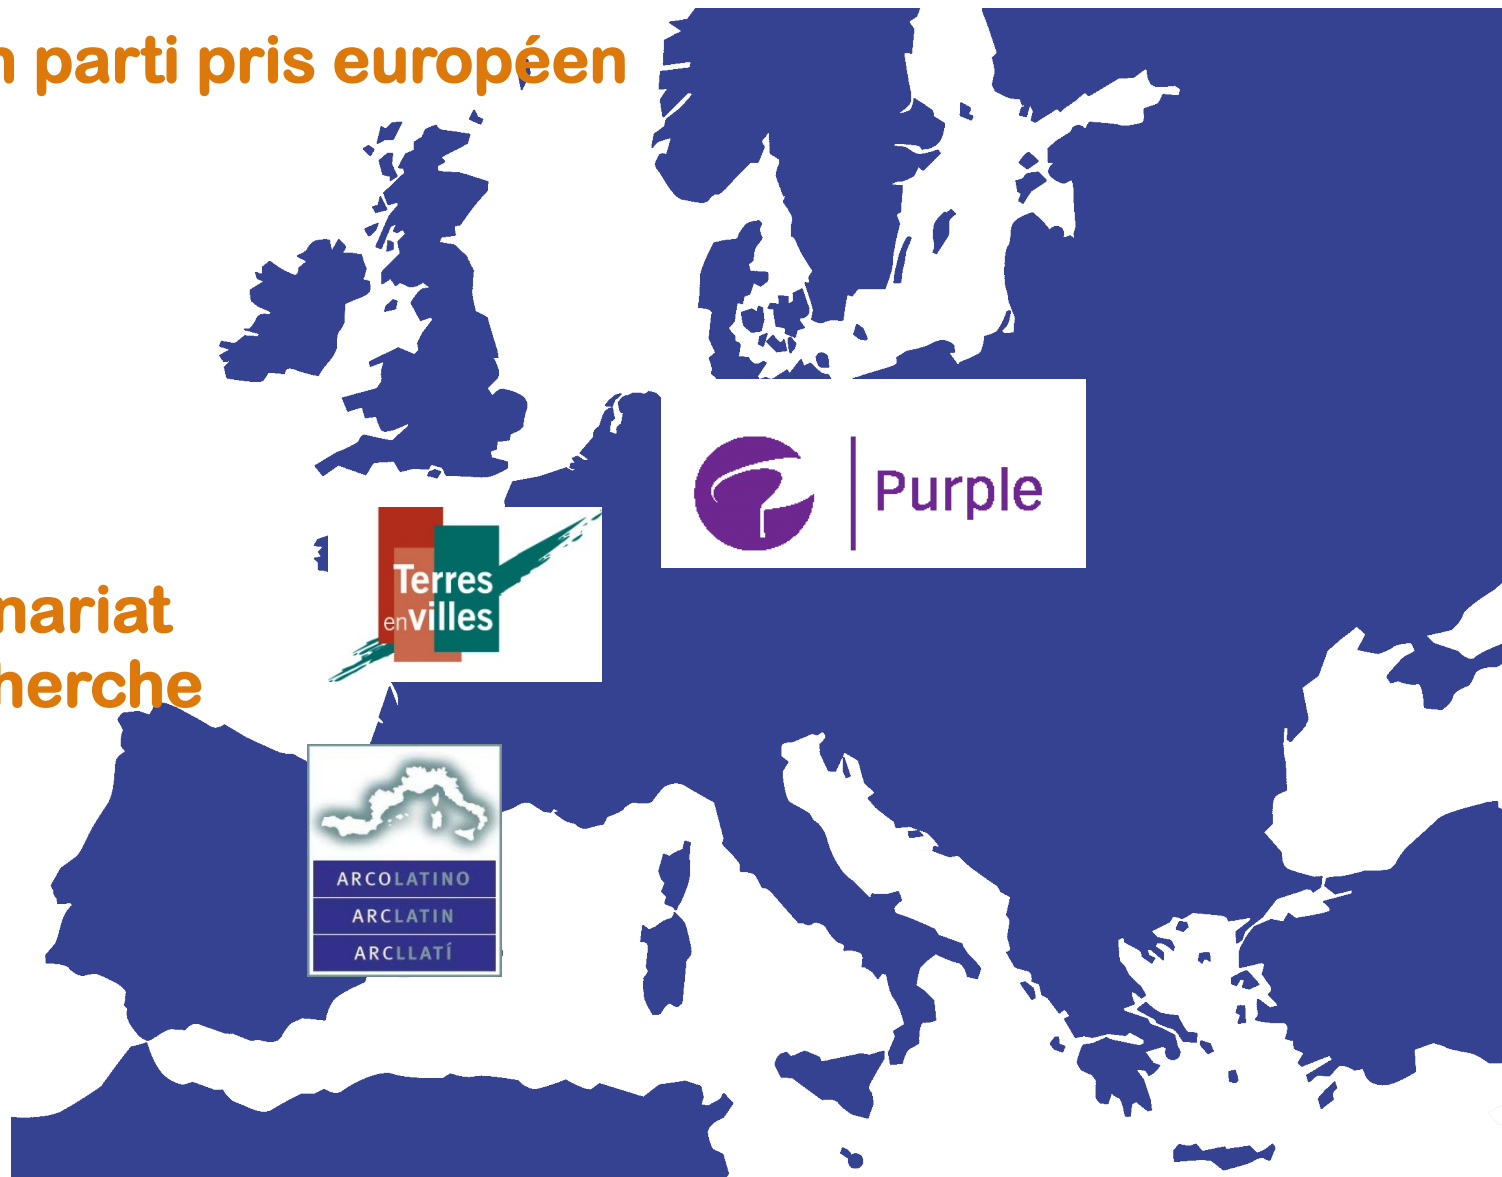 n parti pris européen
Purple
Terres
envilles
nariat
herche
ARCOLATINO
ARCLATIN
ARCLLATÍ